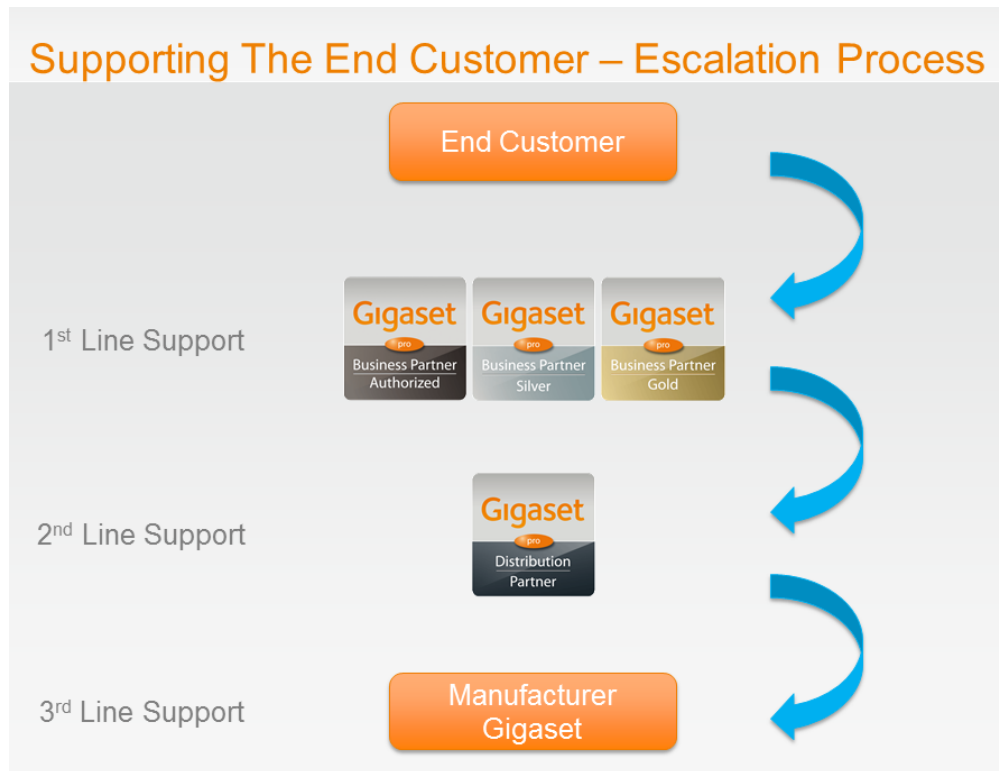 Supporting The End Customer – Escalation Process
End Customer
1st Line Support
Gigaset
pro
Business Partner
Authorized
Gigaset
pro
Business Partner
Silver
Gigaset
pro
Business Partner
Gold
2nd Line Support
Gigaset
pro
Distribution
Partner
3rd Line Support
Manufacturer
Gigaset